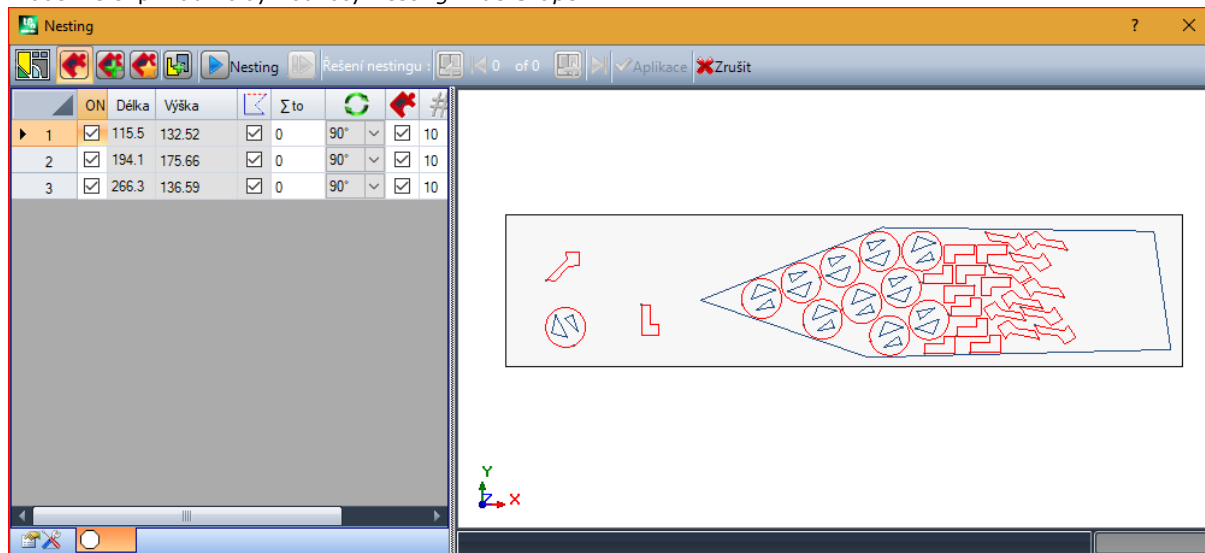 Nesting ? ×
Nesting Řešení nestingu : 0 of 0 Aplikace Zrušit
ON Délka Výška Σto #
1 115.5 132.52 0 90° 10
2 194.1 175.66 0 90° 10
3 266.3 136.59 0 90° 10
Y
Z X